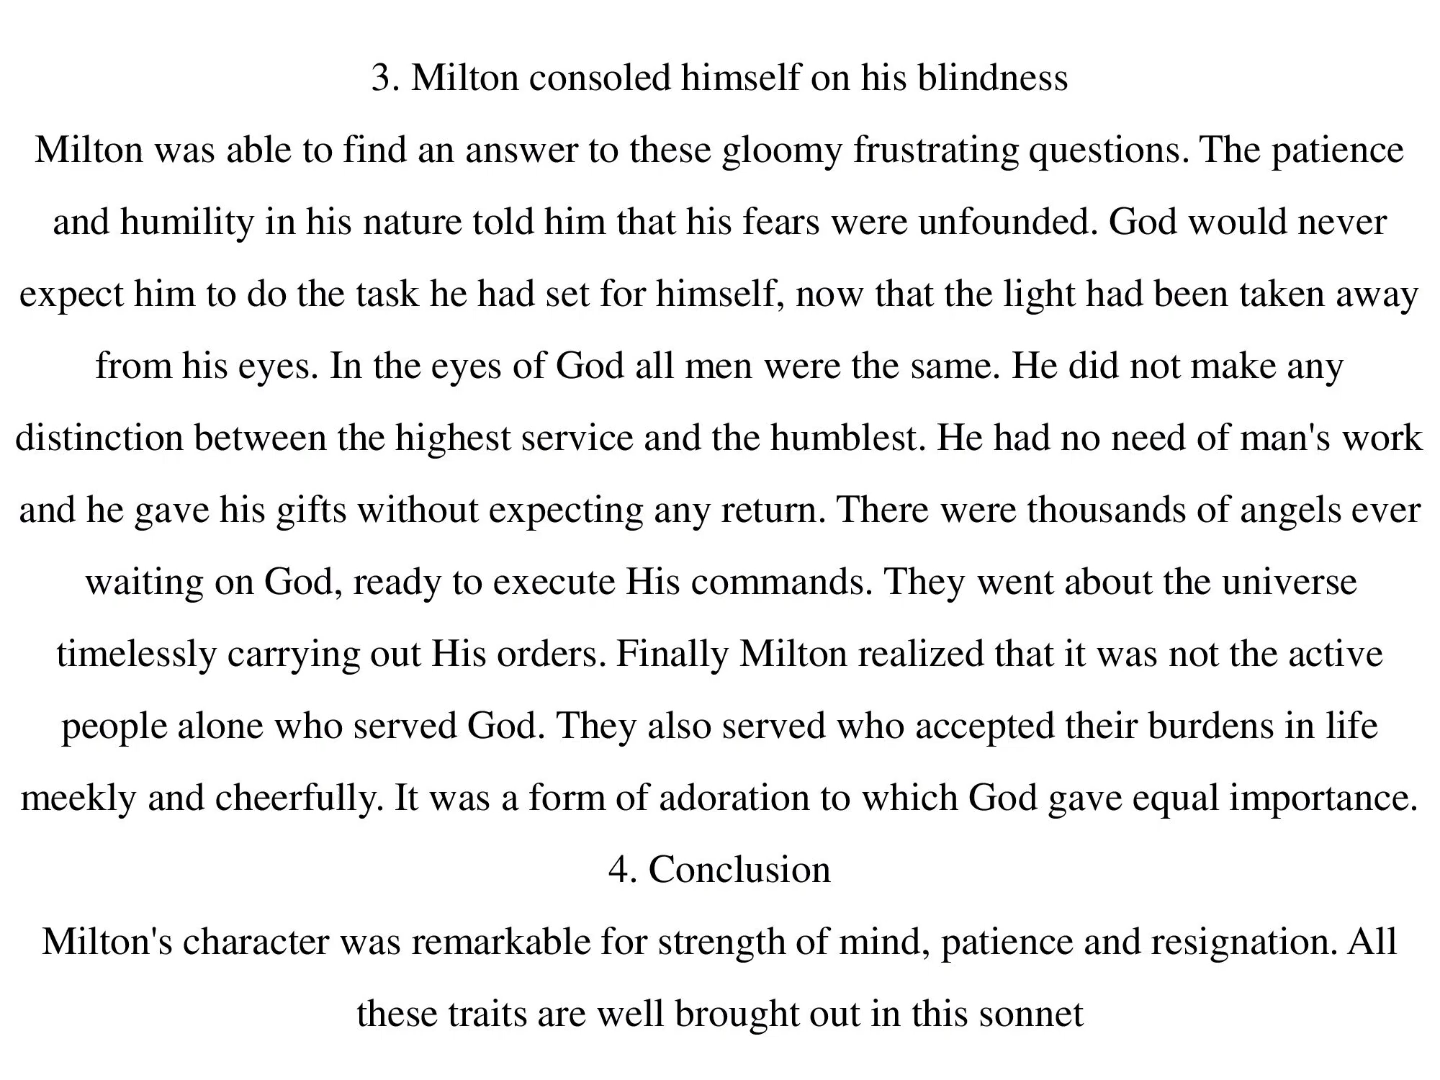 3. Milton consoled himself on his blindness
Milton was able to find an answer to these gloomy frustrating questions. The patience
and humility in his nature told him that his fears were unfounded. God would never
expect him to do the task he had set for himself, now that the light had been taken away
from his eyes. In the eyes of God all men were the same. He did not make any
distinction between the highest service and the humblest. He had no need of man's work
and he gave his gifts without expecting any return. There were thousands of angels ever
waiting on God, ready to execute His commands. They went about the universe
timelessly carrying out His orders. Finally Milton realized that it was not the active
people alone who served God. They also served who accepted their burdens in life
meekly and cheerfully. It was a form of adoration to which God gave equal importance.
4. Conclusion
Milton's character was remarkable for strength of mind, patience and resignation. All
these traits are well brought out in this sonnet